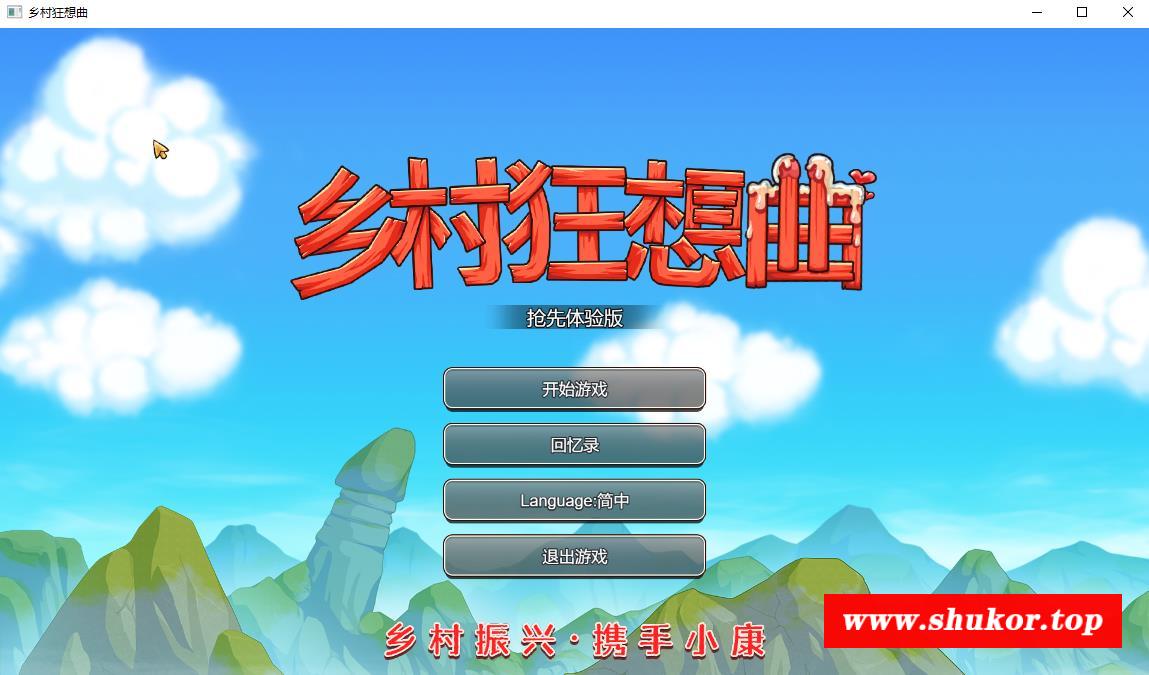 乡村狂想曲
乡村狂想曲
抢先体验版
开始游戏
回忆录
Language:简中
退出游戏
www.shukor.top
乡村振兴·携手小康